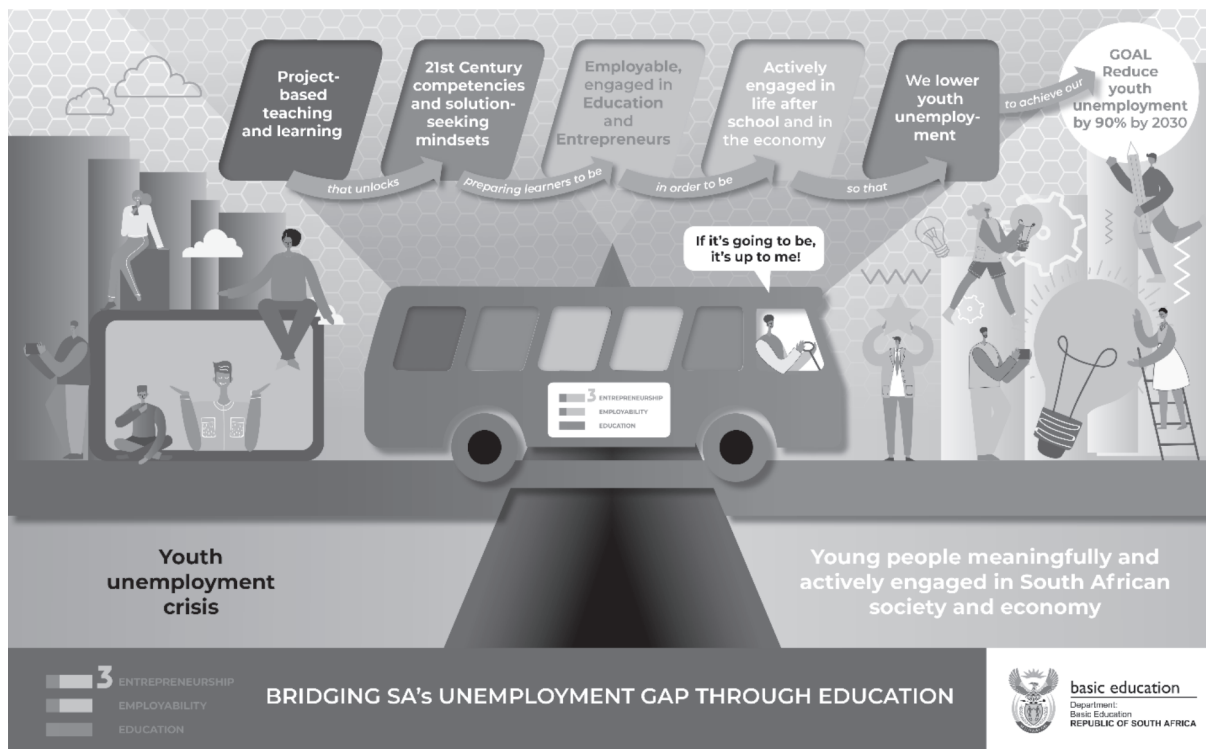 Project-
based
teaching
and learning
that unlocks
21st Century
competencies
and solution-
seeking
mindsets
preparing learners to be
Employable,
engaged in
Education
and
Entrepreneurs
in order to be
Actively
engaged in
life after
school and in
the economy
so that
We lower
youth
unemploy-
ment
to achieve our
GOAL
Reduce
youth
unemployment
by 90% by 2030
If it's going to be,
it's up to me!
3 ENTREPRENEURSHIP
EMPLOYABILITY
EDUCATION
Youth
unemployment
crisis
Young people meaningfully and
actively engaged in South African
society and economy
3 ENTREPRENEURSHIP
EMPLOYABILITY
EDUCATION
BRIDGING SA's UNEMPLOYMENT GAP THROUGH EDUCATION
basic education
Department:
Basic Education
REPUBLIC OF SOUTH AFRICA